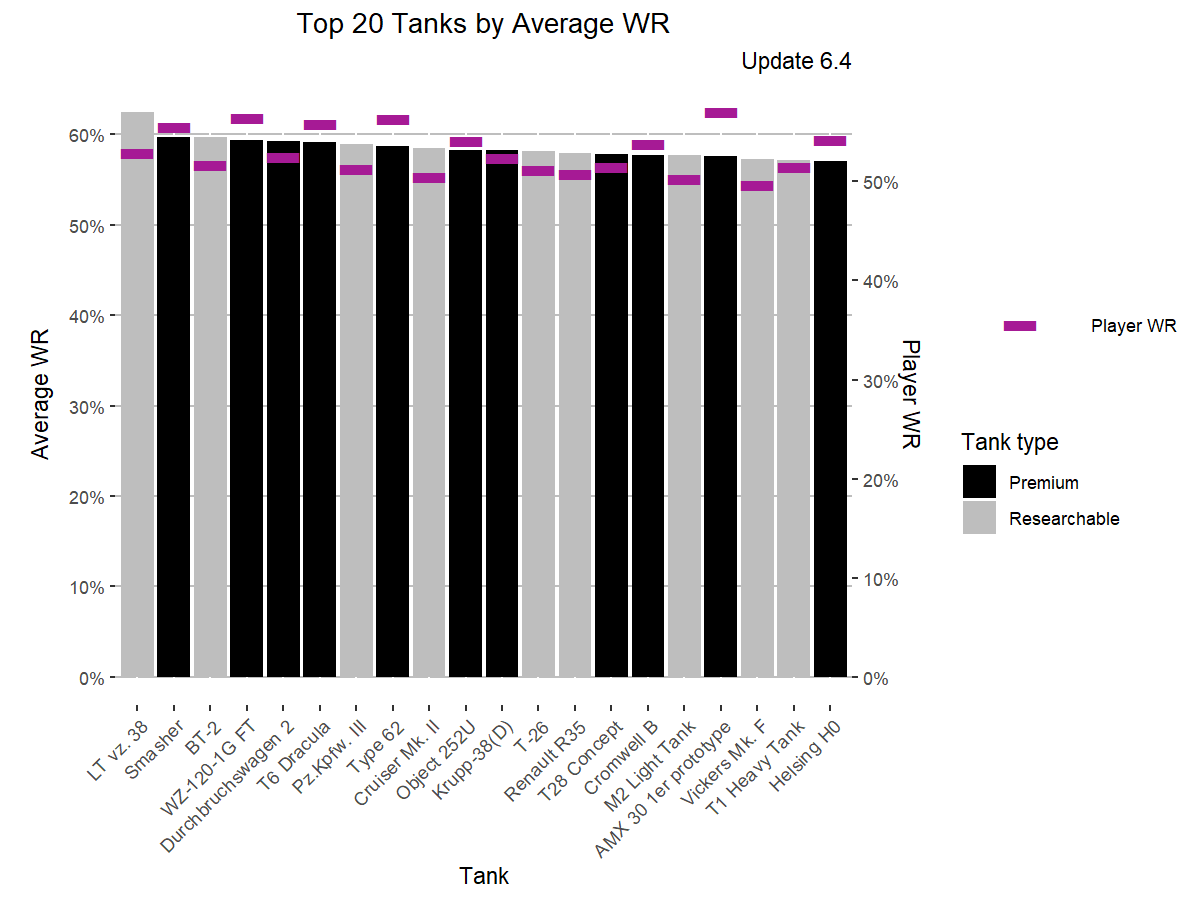 Top 20 Tanks by Average WR
Update 6.4
Average WR
60%
50%
40%
30%
20%
10%
0%
50%
40%
30%
20%
10%
0%
Player WR
LT vz. 38
Smasher
BT-2
WZ-120-1G FT
Durchbruchswagen 2
T6 Dracula
Pz.Kpfw. III
Type 62
Cruiser Mk. II
Object 252U
Krupp-38(D)
T-26
Renault R35
T28 Concept
Cromwell B
M2 Light Tank
AMX 30 1er prototype
Vickers Mk. F
T1 Heavy Tank
Helsing H0
Tank
Player WR
Tank type
Premium
Researchable